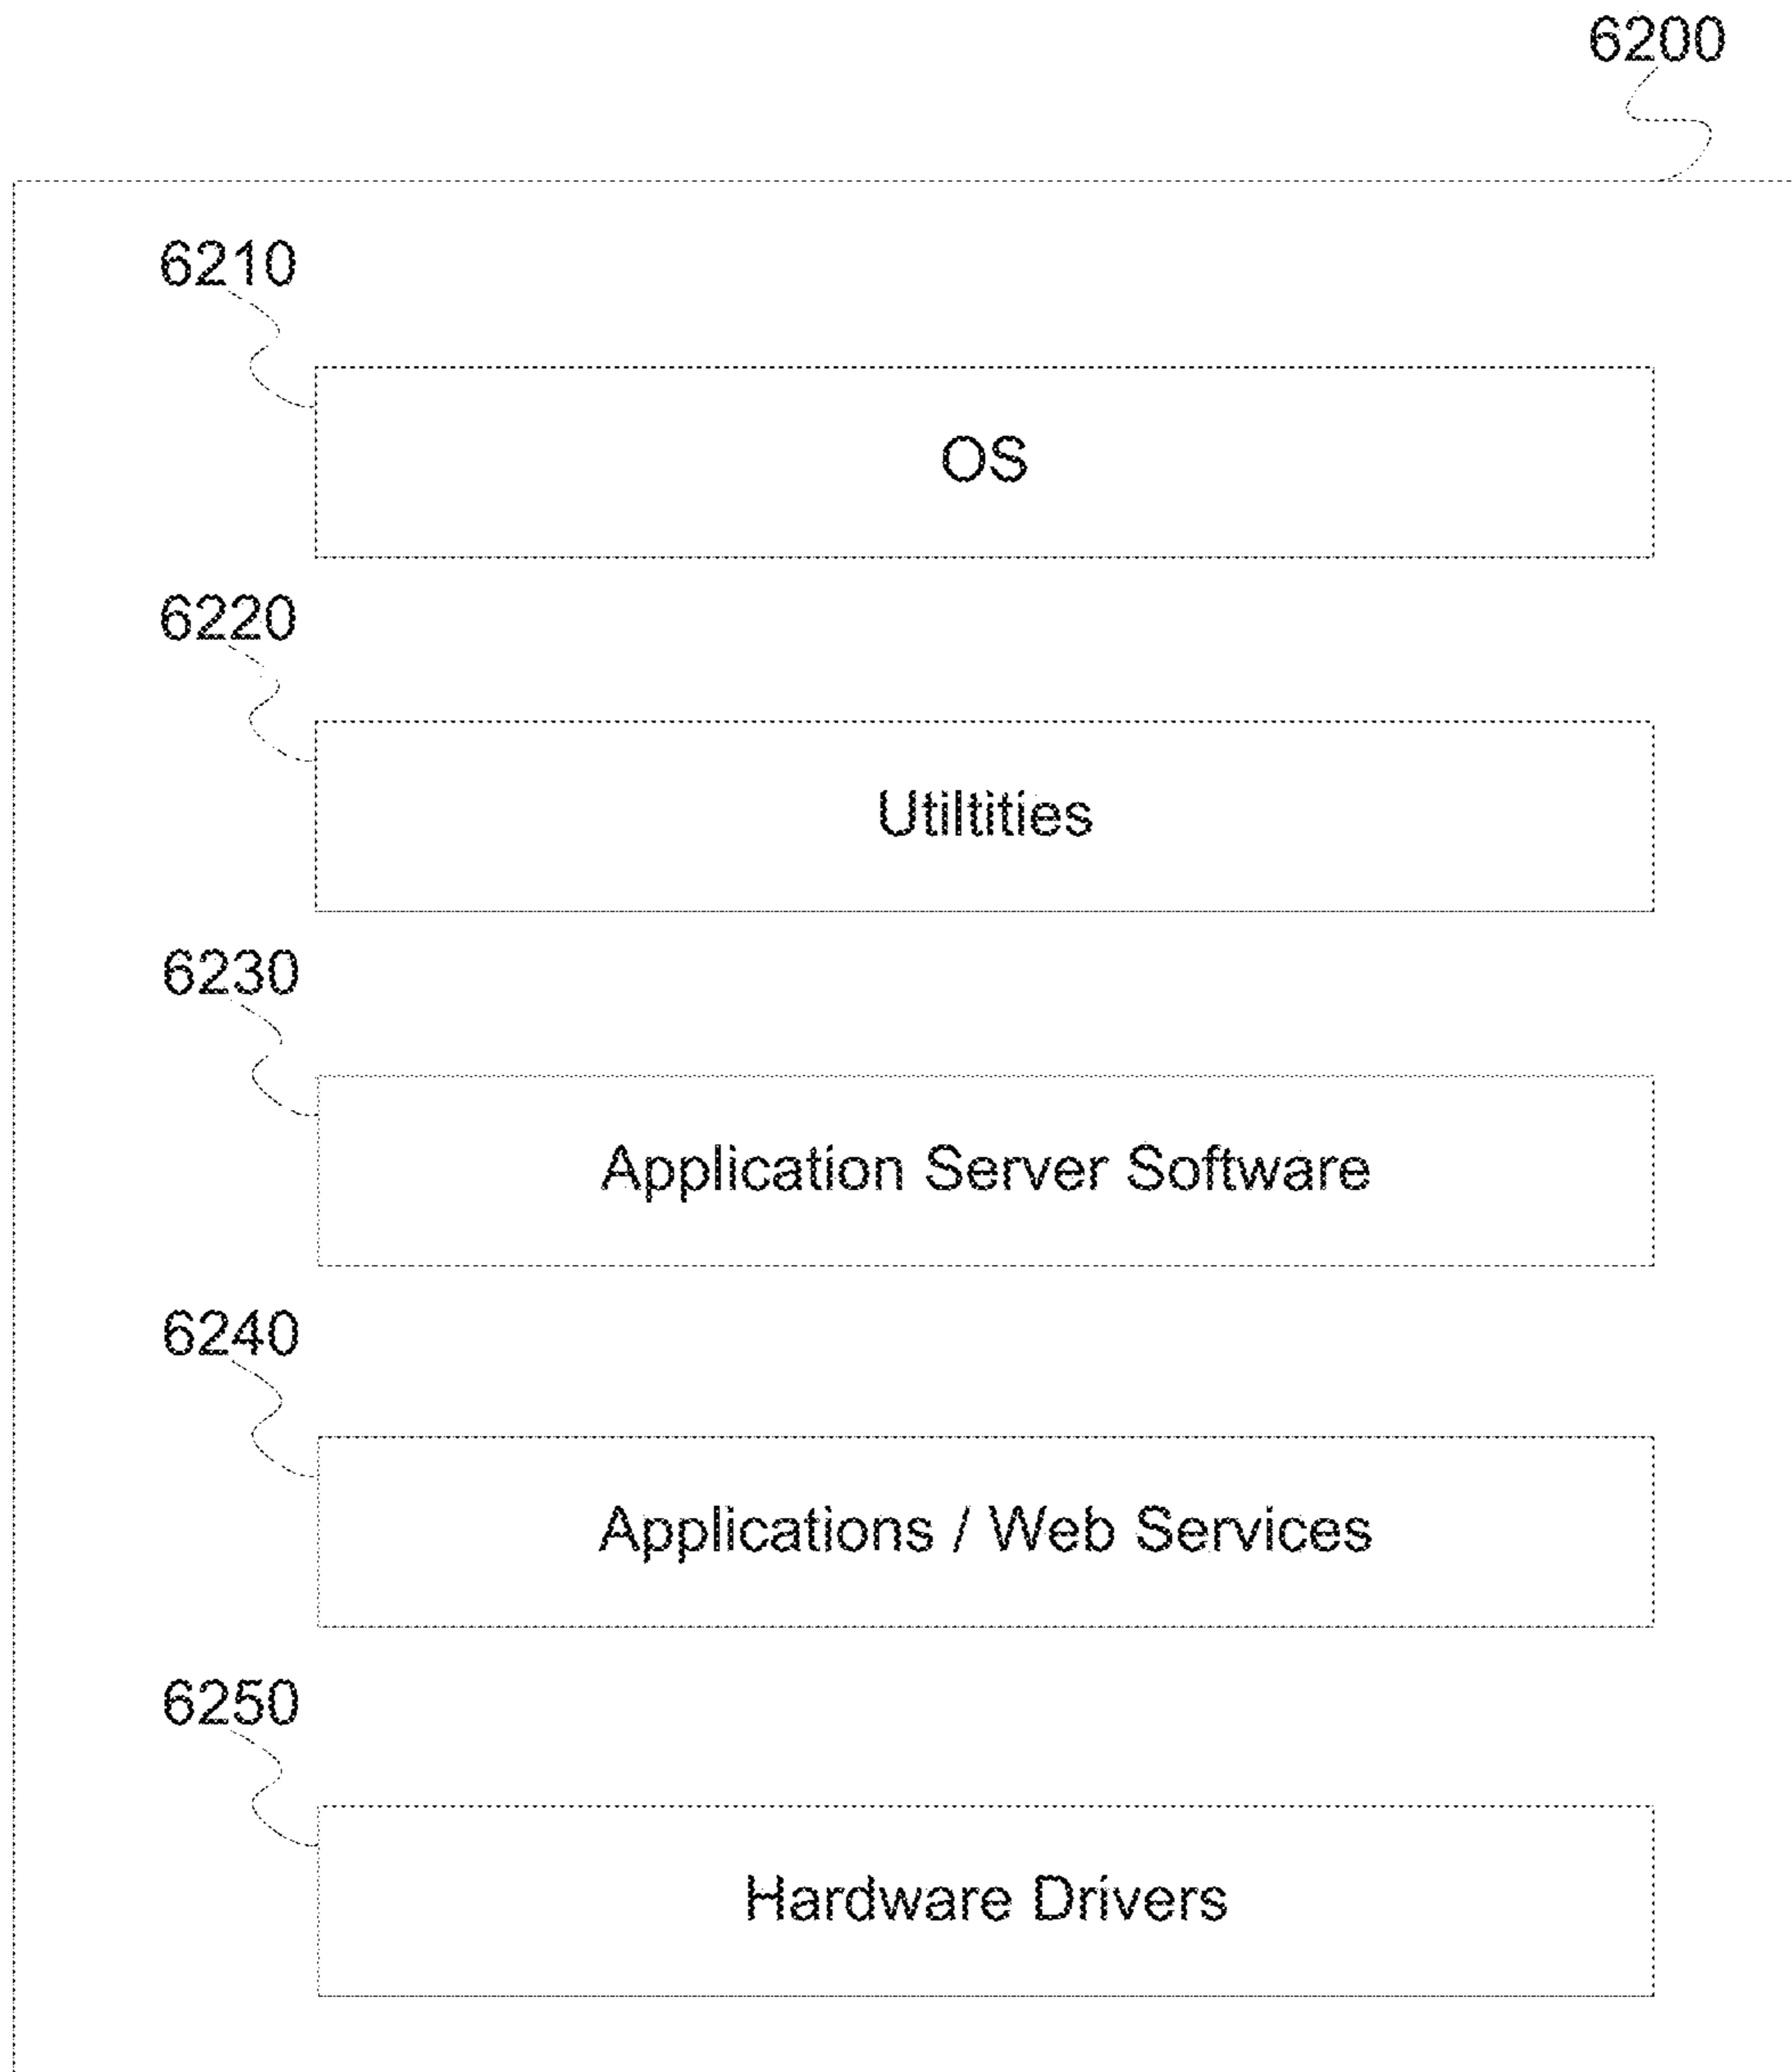 6200
6210
OS
6220
Utiltities
6230
Application Server Software
6240
Applications / Web Services
6250
Hardware Drivers